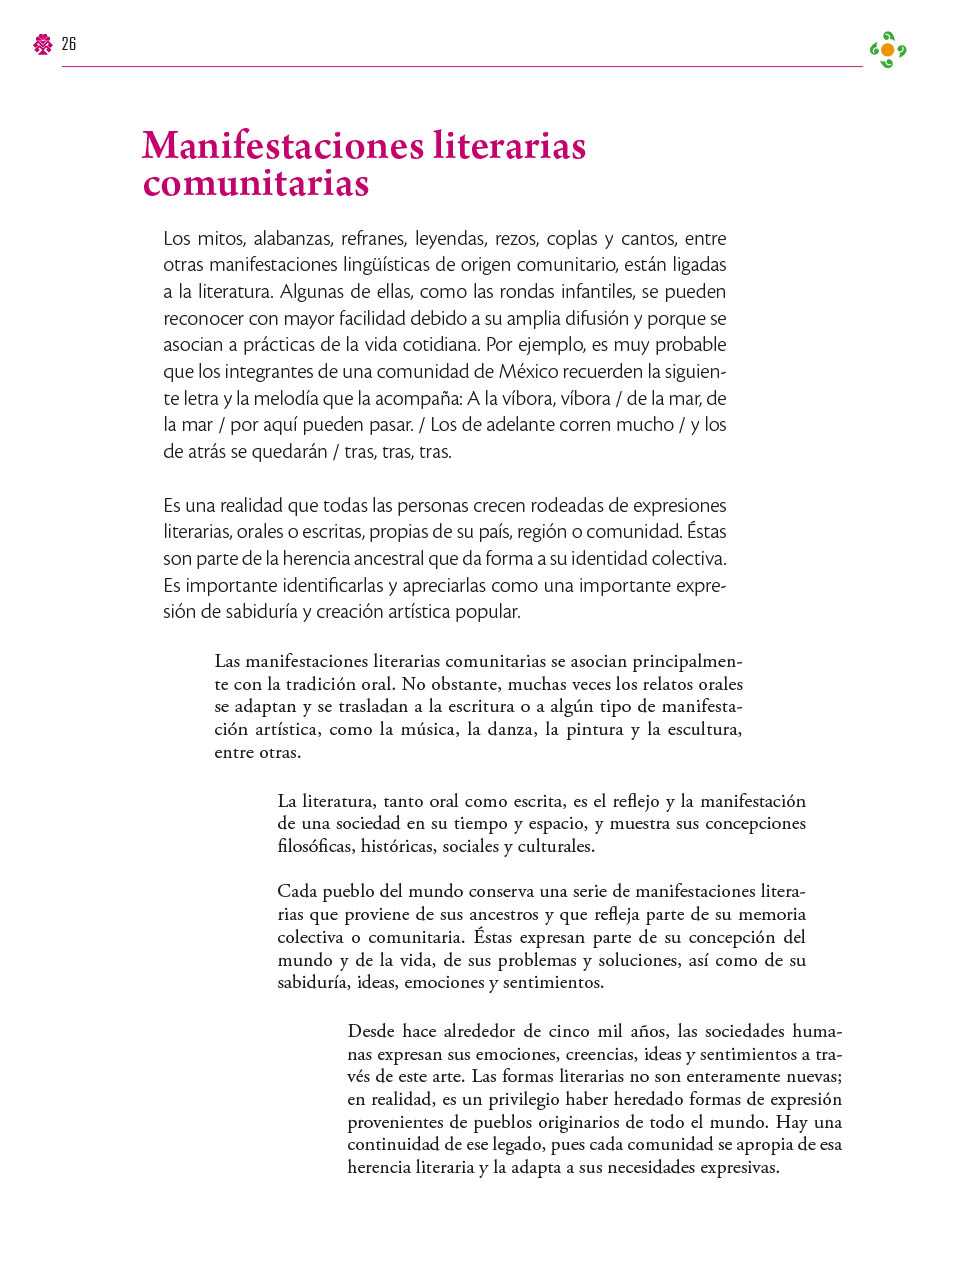 26
Manifestaciones literarias
comunitarias
Los mitos, alabanzas, refranes, leyendas, rezos, coplas y cantos, entre
otras manifestaciones lingüísticas de origen comunitario, están ligadas
a la literatura. Algunas de ellas, como las rondas infantiles, se pueden
reconocer con mayor facilidad debido a su amplia difusión y porque se
asocian a prácticas de la vida cotidiana. Por ejemplo, es muy probable
que los integrantes de una comunidad de México recuerden la siguien-
te letra y la melodía que la acompaña: A la víbora, víbora / de la mar, de
la mar / por aquí pueden pasar. / Los de adelante corren mucho / y los
de atrás se quedarán / tras, tras, tras.
Es una realidad que todas las personas crecen rodeadas de expresiones
literarias, orales o escritas, propias de su país, región o comunidad. Éstas
son parte de la herencia ancestral que da forma a su identidad colectiva.
Es importante identificarlas y apreciarlas como una importante expre-
sión de sabiduría y creación artística popular.
Las manifestaciones literarias comunitarias se asocian principalmen-
te con la tradición oral. No obstante, muchas veces los relatos orales
se adaptan y se trasladan a la escritura o a algún tipo de manifesta-
ción artística, como la música, la danza, la pintura y la escultura,
entre otras.
La literatura, tanto oral como escrita, es el reflejo y la manifestación
de una sociedad en su tiempo y espacio, y muestra sus concepciones
filosóficas, históricas, sociales y culturales.
Cada pueblo del mundo conserva una serie de manifestaciones litera-
rias que proviene de sus ancestros y que refleja parte de su memoria
colectiva o comunitaria. Éstas expresan parte de su concepción del
mundo y de la vida, de sus problemas y soluciones, así como de su
sabiduría, ideas, emociones y sentimientos.
Desde hace alrededor de cinco mil años, las sociedades huma-
nas expresan sus emociones, creencias, ideas y sentimientos a tra-
vés de este arte. Las formas literarias no son enteramente nuevas;
en realidad, es un privilegio haber heredado formas de expresión
provenientes de pueblos originarios de todo el mundo. Hay una
continuidad de ese legado, pues cada comunidad se apropia de esa
herencia literaria y la adapta a sus necesidades expresivas.